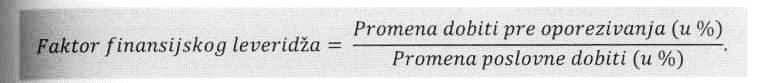 Faktor finansijskog leveridža = Promena dobiti pre oporezivanja (u %)
Promena poslovne dobiti (u %).